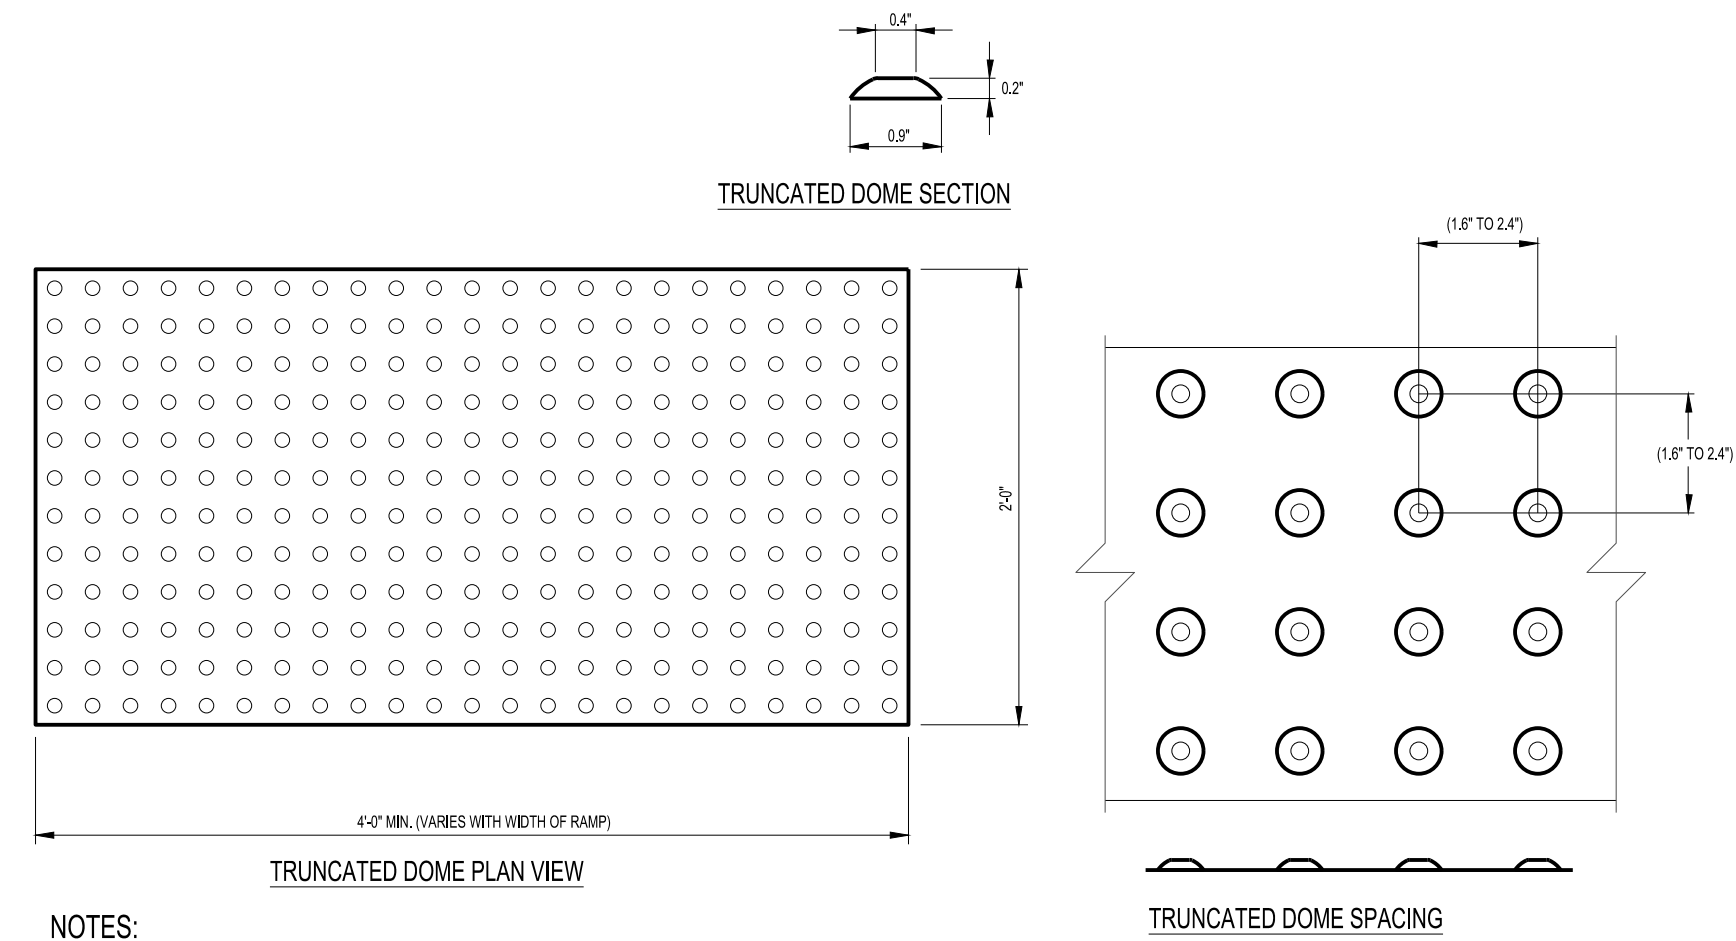 0.4"
0.2"
0.9"
TRUNCATED DOME SECTION
(1.6" TO 2.4")
(1.6" TO 2.4")
2'-0"
4'-0" MIN. (VARIES WITH WIDTH OF RAMP)
TRUNCATED DOME PLAN VIEW
TRUNCATED DOME SPACING
NOTES: